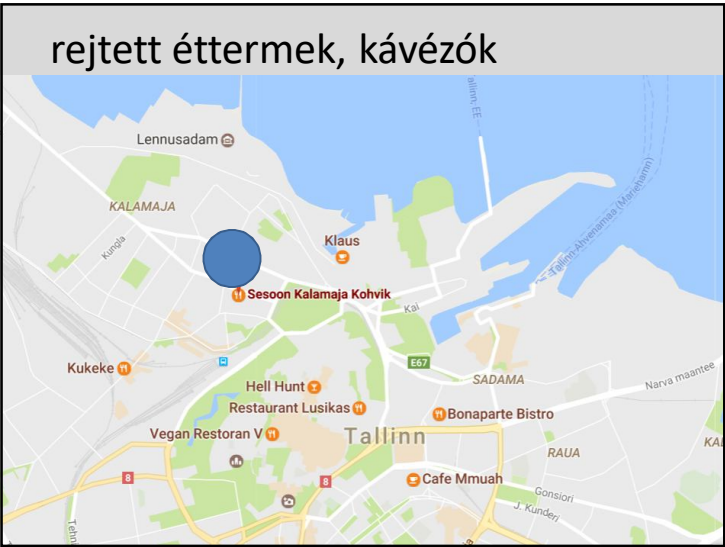 rejtett éttermek, kávézók
Tallinn, EE
Lennusadam
KALAMAJA
Kungla
Klaus
Tallinn-Ahvenamaa (Mariehamn)
Sesoon Kalamaja Kohvik
Kai
Kukeke
E67
SADAMA
Narva maantee
Hell Hunt
Restaurant Lusikas
Bonaparte Bistro
Vegan Restoran V
Tallinn
RAUA
8
8
Cafe Mmuah
Gonsiori
J. Kunderi